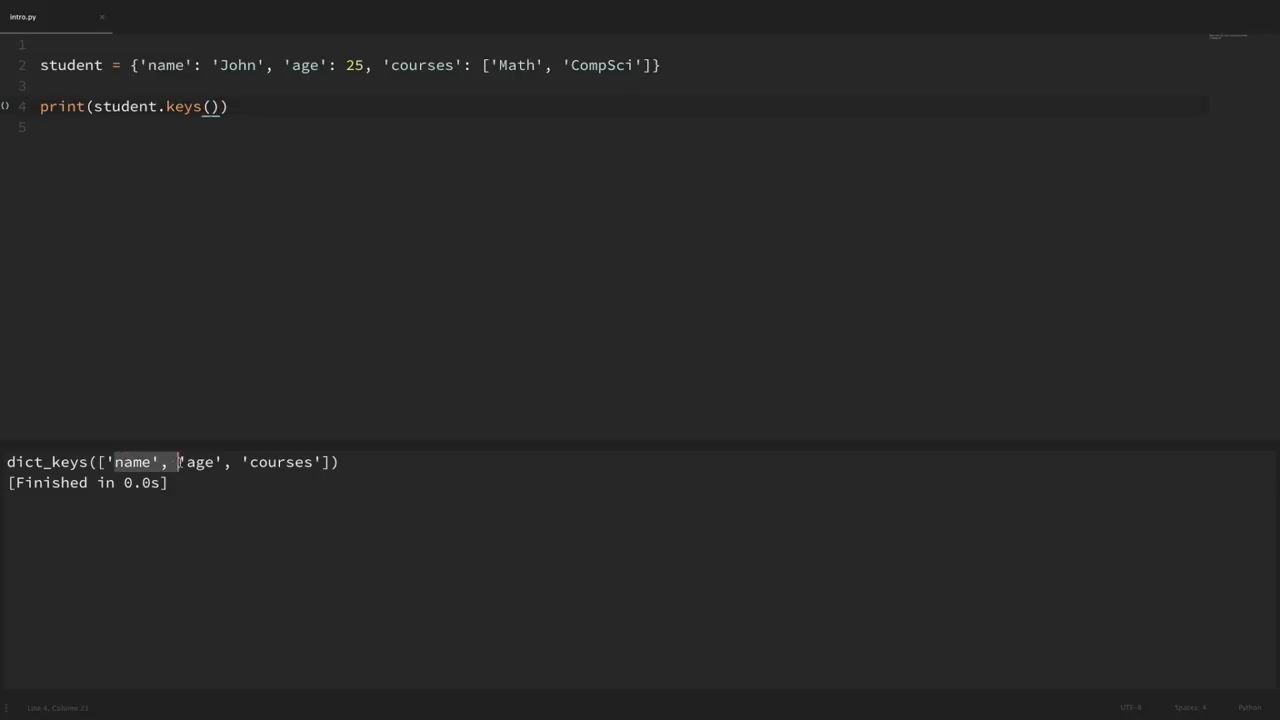 intro.py ×
1
2 student = {'name': 'John', 'age': 25, 'courses': ['Math', 'CompSci']}
3
4 print(student.keys())
5
dict_keys(['name', 'age', 'courses'])
[Finished in 0.0s]
Line 4, Column 21 UTF-8 Spaces: 4 Python